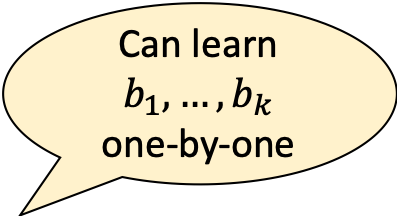 Can learn
b₁, …, bₖ
one-by-one